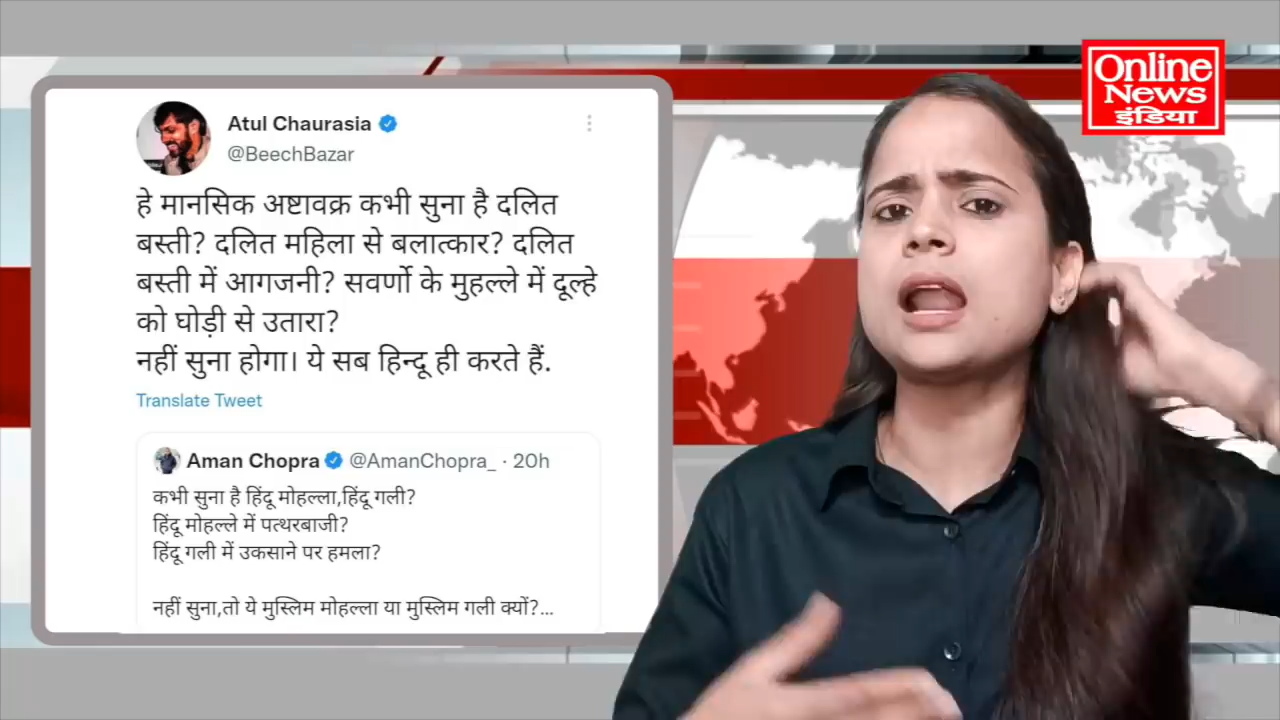 Online
News
इंडिया
Atul Chaurasia
@BeechBazar
हे मानसिक अष्टावक्र कभी सुना है दलित
बस्ती? दलित महिला से बलात्कार? दलित
बस्ती में आगजनी? सवर्णो के मुहल्ले में दूल्हे
को घोड़ी से उतारा?
नहीं सुना होगा। ये सब हिन्दू ही करते हैं.
Translate Tweet
Aman Chopra @AmanChopra_ · 20h
कभी सुना है हिंदू मोहल्ला,हिंदू गली?
हिंदू मोहल्ले में पत्थरबाजी?
हिंदू गली में उकसाने पर हमला?
नहीं सुना,तो ये मुस्लिम मोहल्ला या मुस्लिम गली क्यों?...